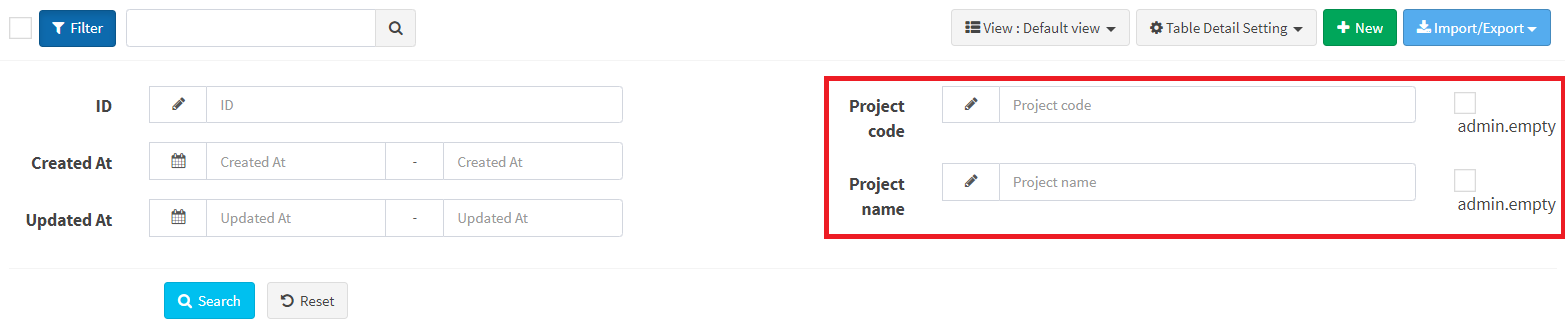 Filter
View : Default view
Table Detail Setting
New
Import/Export
ID
ID
Created At
Created At
-
Created At
Updated At
Updated At
-
Updated At
Project
code
Project code
admin.empty
Project
name
Project name
admin.empty
Search
Reset